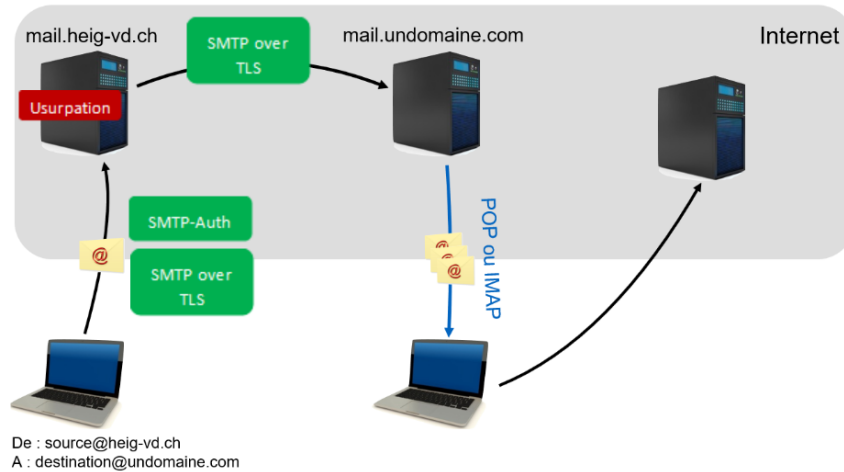 mail.heig-vd.ch
SMTP over
TLS
mail.undomaine.com
Internet
Usurpation
SMTP-Auth
@
SMTP over
TLS
POP ou IMAP
@
@
De : source@heig-vd.ch
A : destination@undomaine.com